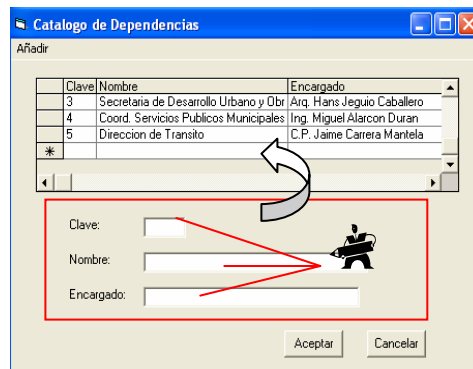 Catalogo de Dependencias
Añadir
Clave Nombre Encargado
3 Secretaria de Desarrollo Urbano y Obr Arq. Hans Jeguio Caballero
4 Coord. Servicios Publicos Municipales Ing. Miguel Alarcon Duran
5 Direccion de Transito C.P. Jaime Carrera Mantela
*
Clave:
Nombre:
Encargado:
Aceptar Cancelar